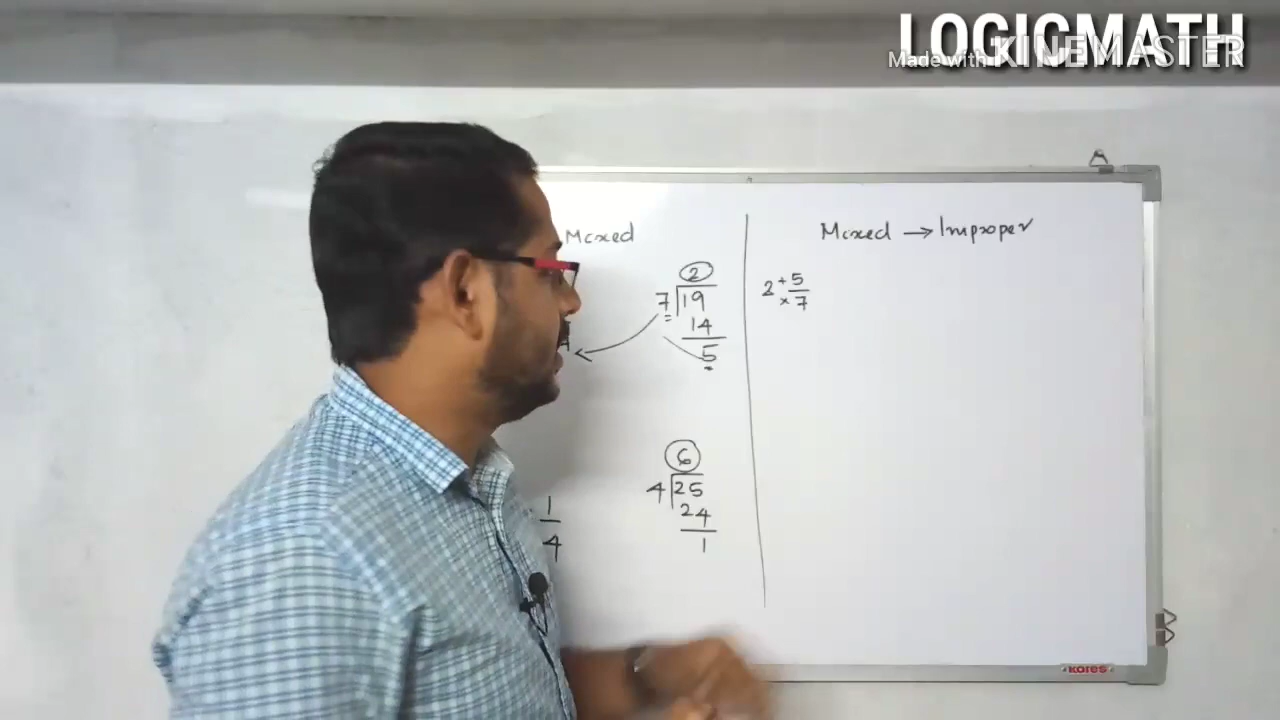 LOGICMATH
Made with KINEMASTER
Mixed
2
7 19
14
5
6
4 25
24
1
1
4
Mixed → Improper
2 + 5
× 7
KORES